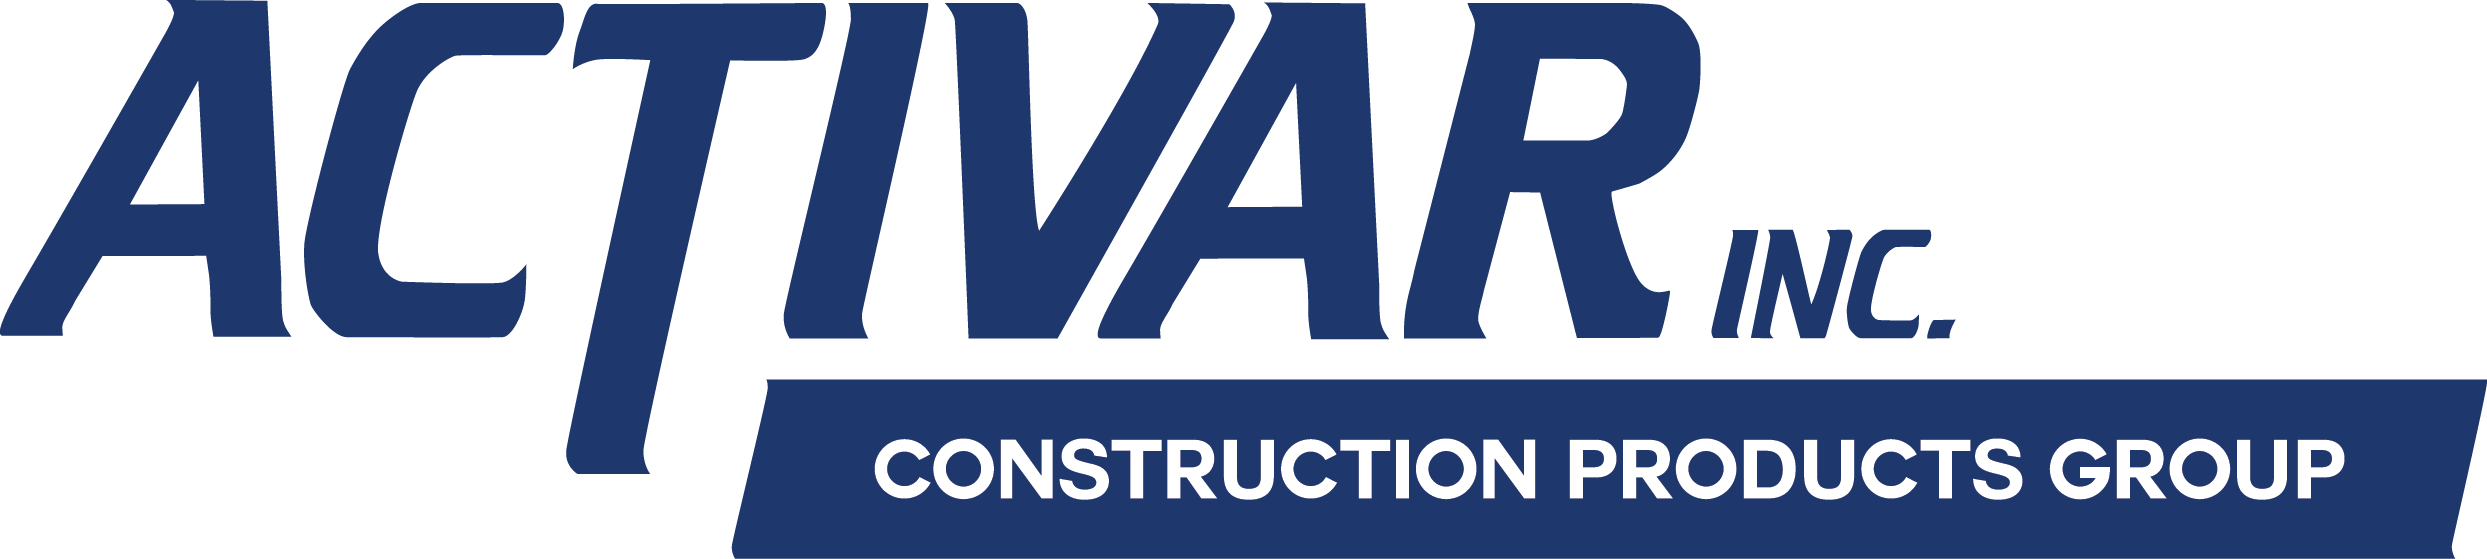 ACTIVAR INC.
CONSTRUCTION PRODUCTS GROUP